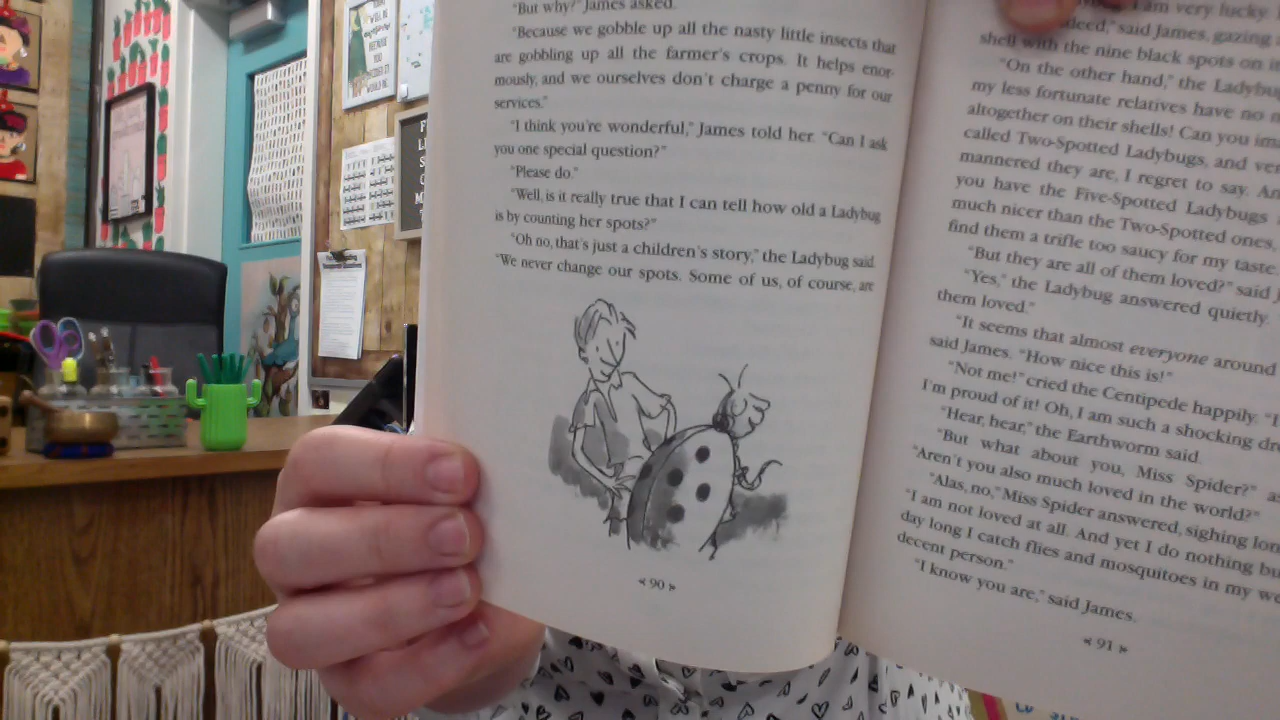 "But why?" James asked.
"Because we gobble up all the nasty little insects that
are gobbling up all the farmer's crops. It helps enor-
mously, and we ourselves don't charge a penny for our
services."
"I think you're wonderful," James told her. "Can I ask
you one special question?"
"Please do."
"Well, is it really true that I can tell how old a Ladybug
is by counting her spots?"
"Oh no, that's just a children's story," the Ladybug said.
"We never change our spots. Some of us, of course, are
« 90 »
I am very lucky.
said James, gazing
shell with the nine black spots on it
"On the other hand," the Ladybug
my less fortunate relatives have no
altogether on their shells! Can you
called Two-Spotted Ladybugs, and
mannered they are, I regret to say.
you have the Five-Spotted Ladybugs
much nicer than the Two-Spotted ones,
find them a trifle too saucy for my taste
"But they are all of them loved?" said
"Yes," the Ladybug answered quietly.
them loved."
"It seems that almost everyone around
said James. "How nice this is!"
"Not me!" cried the Centipede happily.
I'm proud of it! Oh, I am such a shocking
"Hear, hear," the Earthworm said.
"But what about you, Miss Spider?"
"Aren't you also much loved in the world?"
"Alas, no," Miss Spider answered, sighing
"I am not loved at all. And yet I do nothing
day long I catch flies and mosquitoes in my
decent person."
"I know you are," said James.
« 91 »